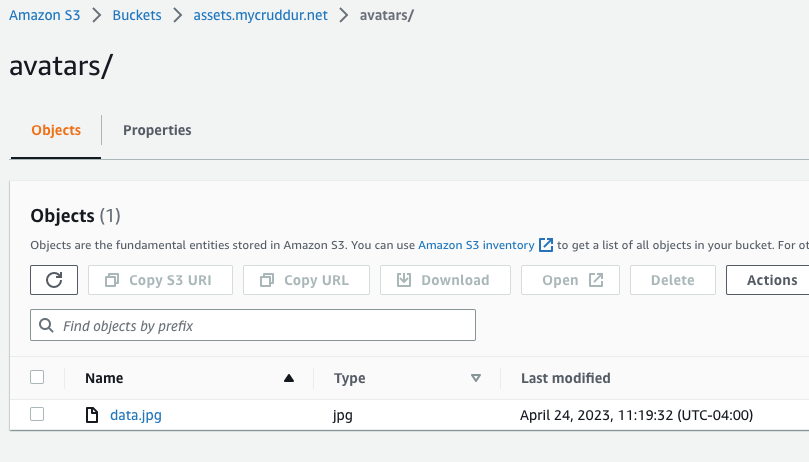 Amazon S3 > Buckets > assets.mycruddur.net > avatars/
avatars/
Objects Properties
Objects (1)
Objects are the fundamental entities stored in Amazon S3. You can use Amazon S3 inventory to get a list of all objects in your bucket. For ot
Copy S3 URI Copy URL Download Open Delete Actions
Find objects by prefix
Name Type Last modified
data.jpg jpg April 24, 2023, 11:19:32 (UTC-04:00)